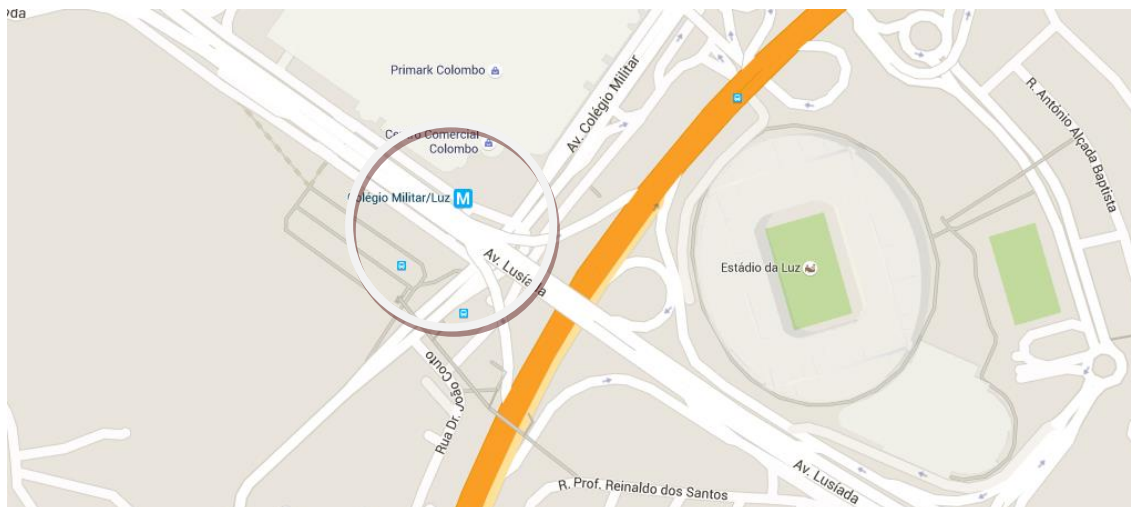 Primark Colombo
Centro Comercial
Colombo
Av. Colégio Militar
R. António Alçada Baptista
Colégio Militar/Luz
M
Av. Lusíada
Estádio da Luz
Rua Dr. João Couto
Av. Lusíada
R. Prof. Reinaldo dos Santos